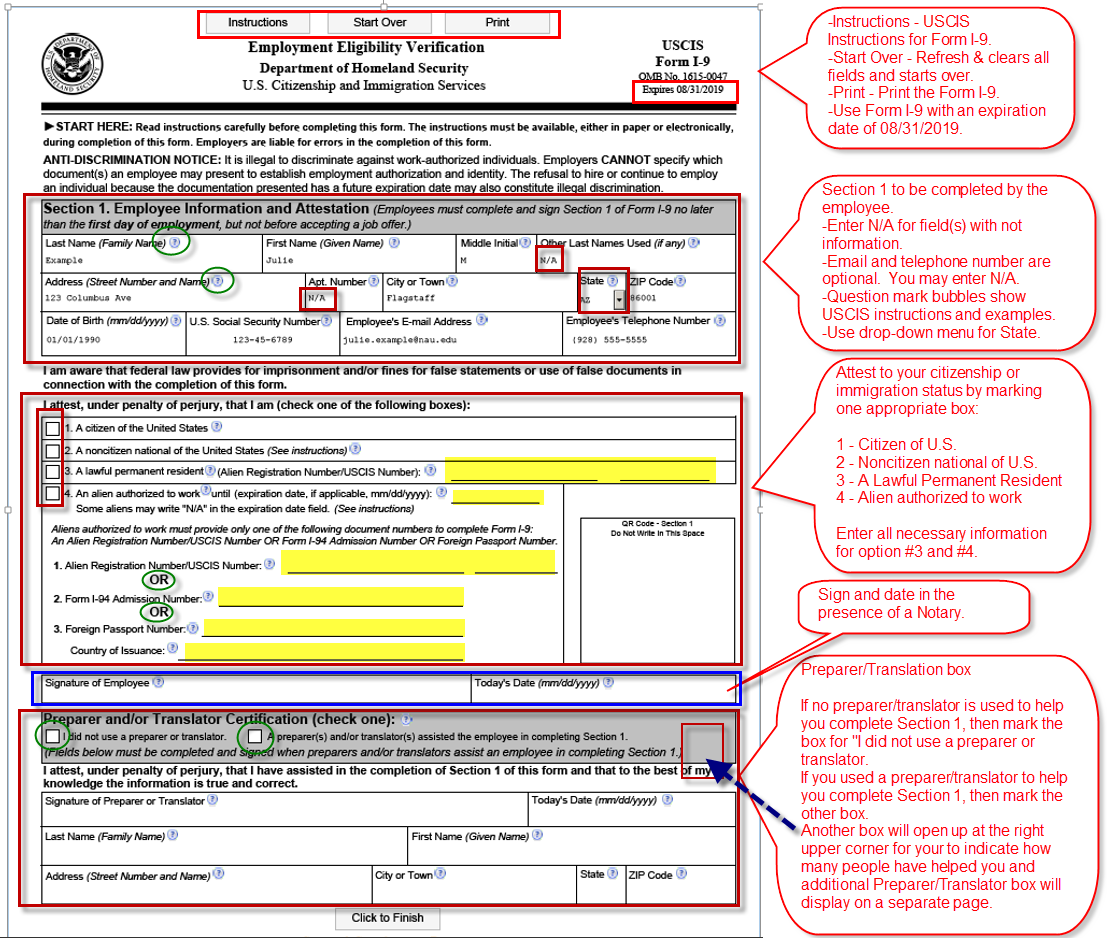 Instructions
Start Over
Print
Employment Eligibility Verification
Department of Homeland Security
U.S. Citizenship and Immigration Services
USCIS
Form I-9
OMB No. 1615-0047
Expires 08/31/2019
►START HERE: Read instructions carefully before completing this form. The instructions must be available, either in paper or electronically,
during completion of this form. Employers are liable for errors in the completion of this form.
ANTI-DISCRIMINATION NOTICE: It is illegal to discriminate against work-authorized individuals. Employers CANNOT specify which
document(s) an employee may present to establish employment authorization and identity. The refusal to hire or continue to employ
an individual because the documentation presented has a future expiration date may also constitute illegal discrimination.
Section 1. Employee Information and Attestation (Employees must complete and sign Section 1 of Form I-9 no later
than the first day of employment, but not before accepting a job offer.)
Last Name (Family Name) ? First Name (Given Name) ? Middle Initial ? Other Last Names Used (if any) ?
Example Julie M N/A
Address (Street Number and Name) ? Apt. Number ? City or Town ? State ? ZIP Code ?
123 Columbus Ave N/A Flagstaff AZ 86001
Date of Birth (mm/dd/yyyy) ? U.S. Social Security Number ? Employee's E-mail Address ? Employee's Telephone Number ?
01/01/1990 123-45-6789 julie.example@nau.edu (928) 555-5555
I am aware that federal law provides for imprisonment and/or fines for false statements or use of false documents in
connection with the completion of this form.
I attest, under penalty of perjury, that I am (check one of the following boxes):
1. A citizen of the United States ?
2. A noncitizen national of the United States (See instructions) ?
3. A lawful permanent resident ? (Alien Registration Number/USCIS Number): ?
4. An alien authorized to work ? until (expiration date, if applicable, mm/dd/yyyy): ?
Some aliens may write "N/A" in the expiration date field. (See instructions)
Aliens authorized to work must provide only one of the following document numbers to complete Form I-9:
An Alien Registration Number/USCIS Number OR Form I-94 Admission Number OR Foreign Passport Number.
1. Alien Registration Number/USCIS Number: ?
OR
2. Form I-94 Admission Number: ?
OR
3. Foreign Passport Number: ?
Country of Issuance: ?
QR Code - Section 1
Do Not Write In This Space
Signature of Employee ? Today's Date (mm/dd/yyyy) ?
Preparer and/or Translator Certification (check one): ?
I did not use a preparer or translator. A preparer(s) and/or translator(s) assisted the employee in completing Section 1.
(Fields below must be completed and signed when preparers and/or translators assist an employee in completing Section 1.)
I attest, under penalty of perjury, that I have assisted in the completion of Section 1 of this form and that to the best of my
knowledge the information is true and correct.
Signature of Preparer or Translator ? Today's Date (mm/dd/yyyy) ?
Last Name (Family Name) ? First Name (Given Name) ?
Address (Street Number and Name) ? City or Town ? State ? ZIP Code ?
Click to Finish
-Instructions - USCIS
Instructions for Form I-9.
-Start Over - Refresh & clears all
fields and starts over.
-Print - Print the Form I-9.
-Use Form I-9 with an expiration
date of 08/31/2019.
Section 1 to be completed by the
employee.
-Enter N/A for field(s) with not
information.
-Email and telephone number are
optional. You may enter N/A.
-Question mark bubbles show
USCIS instructions and examples.
-Use drop-down menu for State.
Attest to your citizenship or
immigration status by marking
one appropriate box:
1 - Citizen of U.S.
2 - Noncitizen national of U.S.
3 - A Lawful Permanent Resident
4 - Alien authorized to work
Enter all necessary information
for option #3 and #4.
Sign and date in the
presence of a Notary.
Preparer/Translation box
If no preparer/translator is used to help
you complete Section 1, then mark the
box for "I did not use a preparer or
translator.
If you used a preparer/translator to help
you complete Section 1, then mark the
other box.
Another box will open up at the right
upper corner for your to indicate how
many people have helped you and
additional Preparer/Translator box will
display on a separate page.